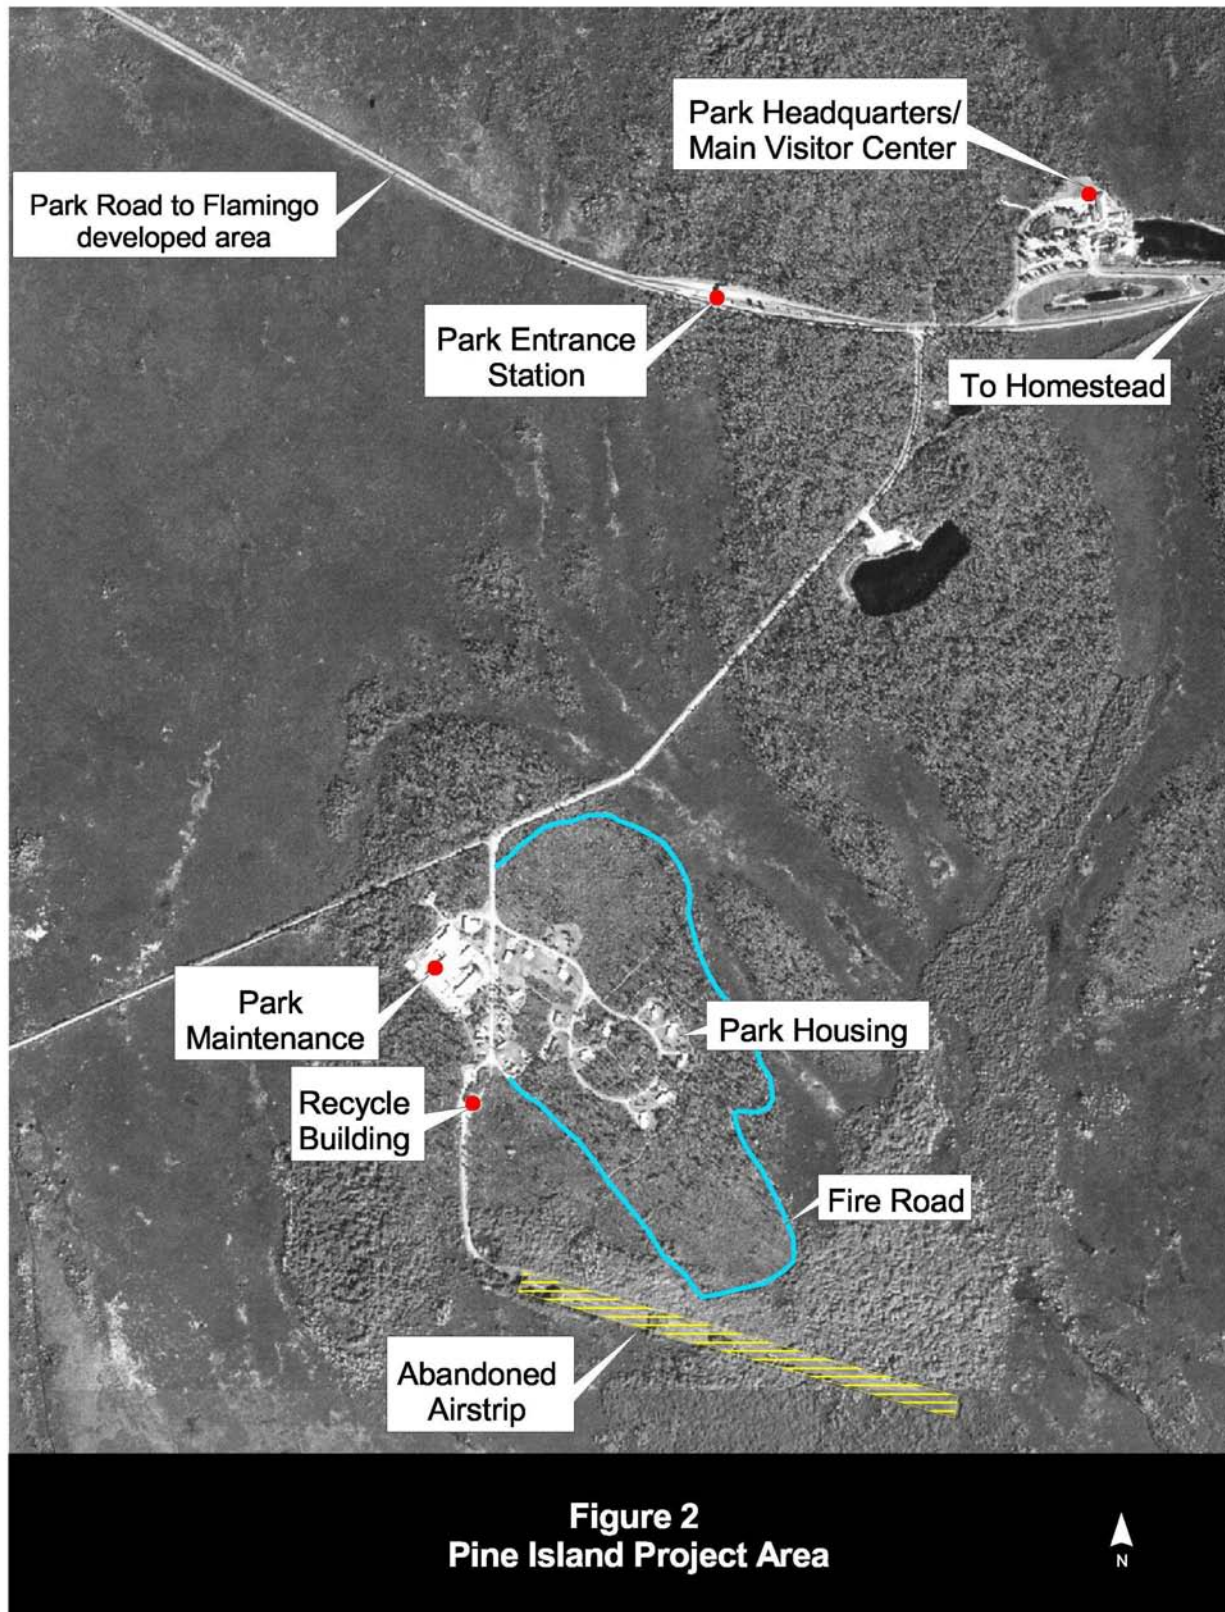 Park Headquarters/
Main Visitor Center
Park Road to Flamingo
developed area
Park Entrance
Station
To Homestead
Park
Maintenance
Park Housing
Recycle
Building
Fire Road
Abandoned
Airstrip
Figure 2
Pine Island Project Area
N